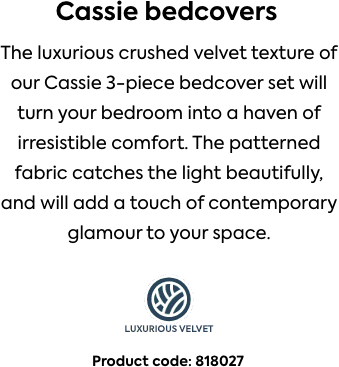 Cassie bedcovers
The luxurious crushed velvet texture of
our Cassie 3-piece bedcover set will
turn your bedroom into a haven of
irresistible comfort. The patterned
fabric catches the light beautifully,
and will add a touch of contemporary
glamour to your space.
LUXURIOUS VELVET
Product code: 818027